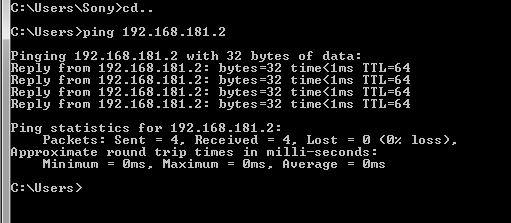 C:\Users\Sony>cd..
C:\Users>ping 192.168.181.2
Pinging 192.168.181.2 with 32 bytes of data:
Reply from 192.168.181.2: bytes=32 time<1ms TTL=64
Reply from 192.168.181.2: bytes=32 time<1ms TTL=64
Reply from 192.168.181.2: bytes=32 time<1ms TTL=64
Reply from 192.168.181.2: bytes=32 time<1ms TTL=64
Ping statistics for 192.168.181.2:
    Packets: Sent = 4, Received = 4, Lost = 0 (0% loss),
Approximate round trip times in milli-seconds:
    Minimum = 0ms, Maximum = 0ms, Average = 0ms
C:\Users>